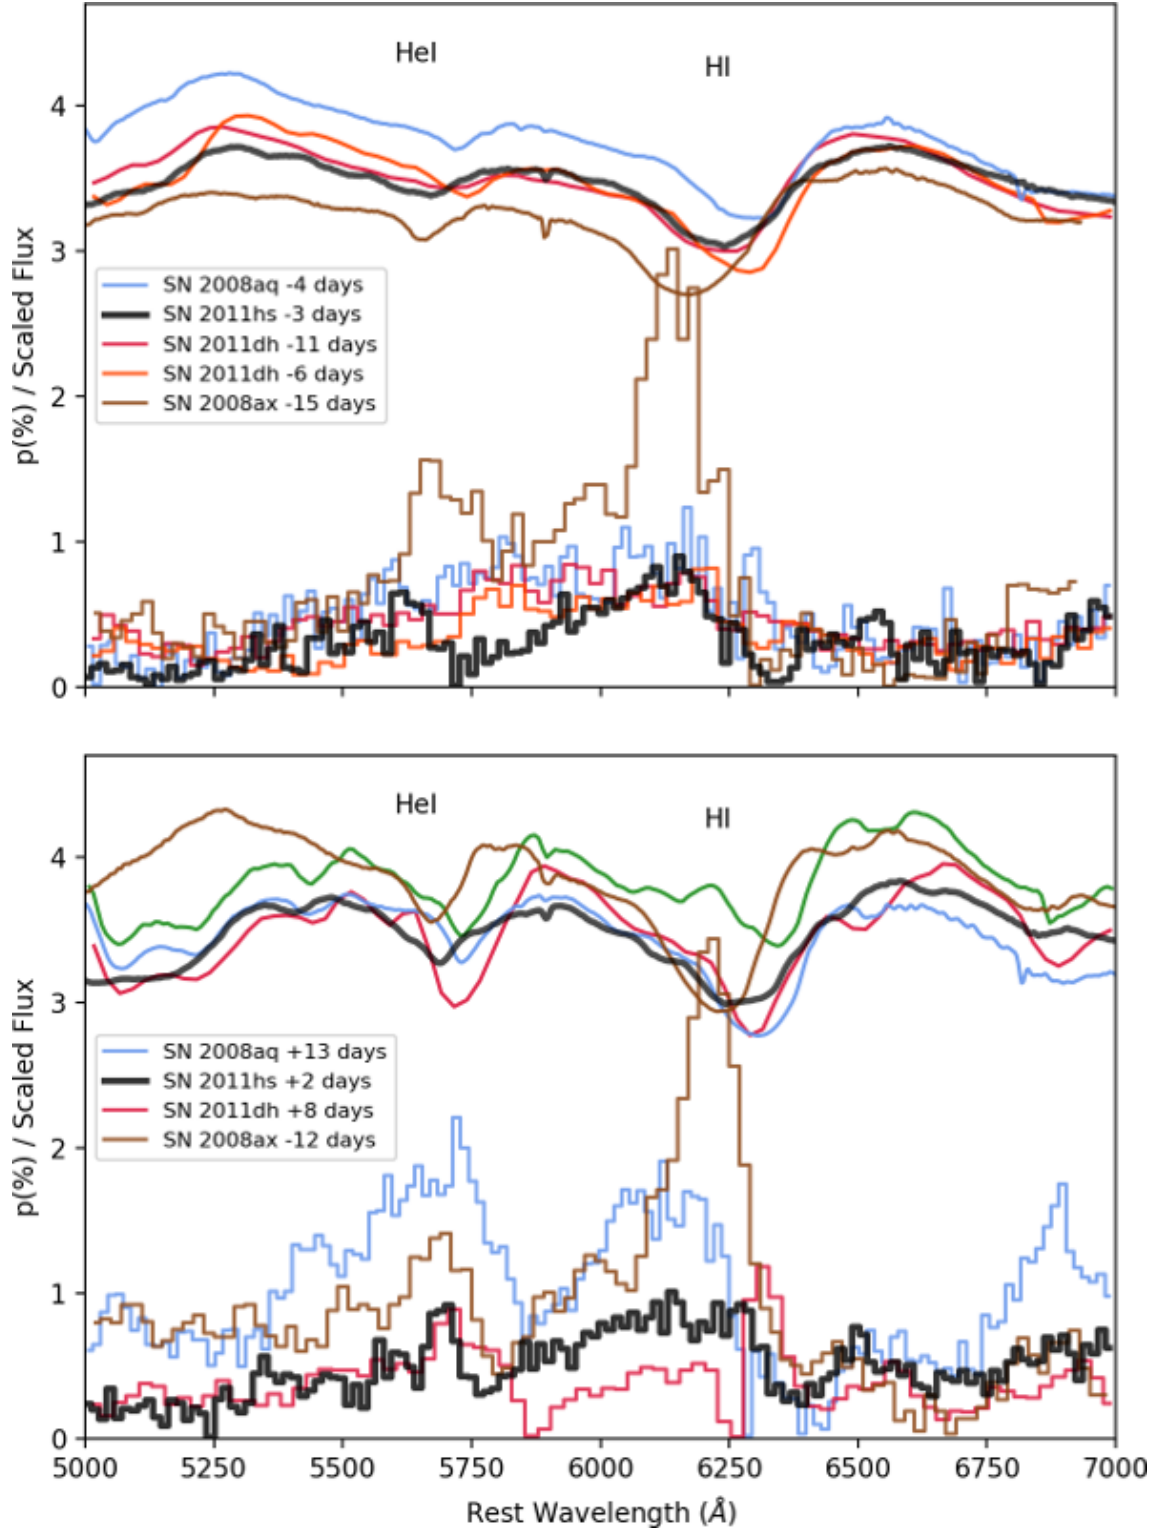 HeI
HI
4
3
2
1
0
p(%) / Scaled Flux
SN 2008aq -4 days
SN 2011hs -3 days
SN 2011dh -11 days
SN 2011dh -6 days
SN 2008ax -15 days
HeI
HI
4
3
2
1
0
p(%) / Scaled Flux
SN 2008aq +13 days
SN 2011hs +2 days
SN 2011dh +8 days
SN 2008ax -12 days
5000 5250 5500 5750 6000 6250 6500 6750 7000
Rest Wavelength (Å)